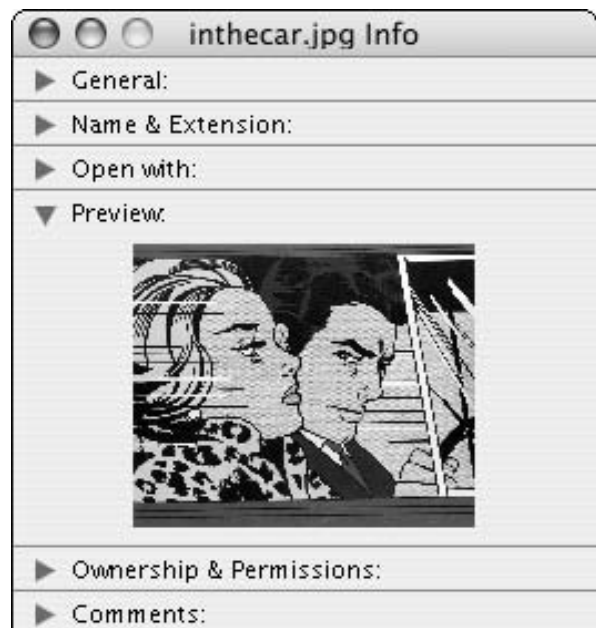 inthecar.jpg Info
General:
Name & Extension:
Open with:
Preview:
Ownership & Permissions:
Comments: